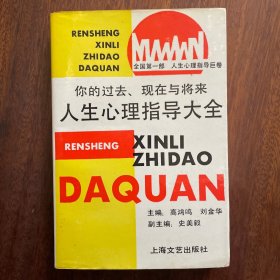 RENSHENG
XINLI
ZHIDAO
DAQUAN
全国第一部 人生心理指导巨卷
你的过去、现在与将来
人生心理指导大全
RENSHENG
XINLI
ZHIDAO
DAQUAN
主编：高鸿鸣 刘金华
副主编：史美毅
上海文艺出版社